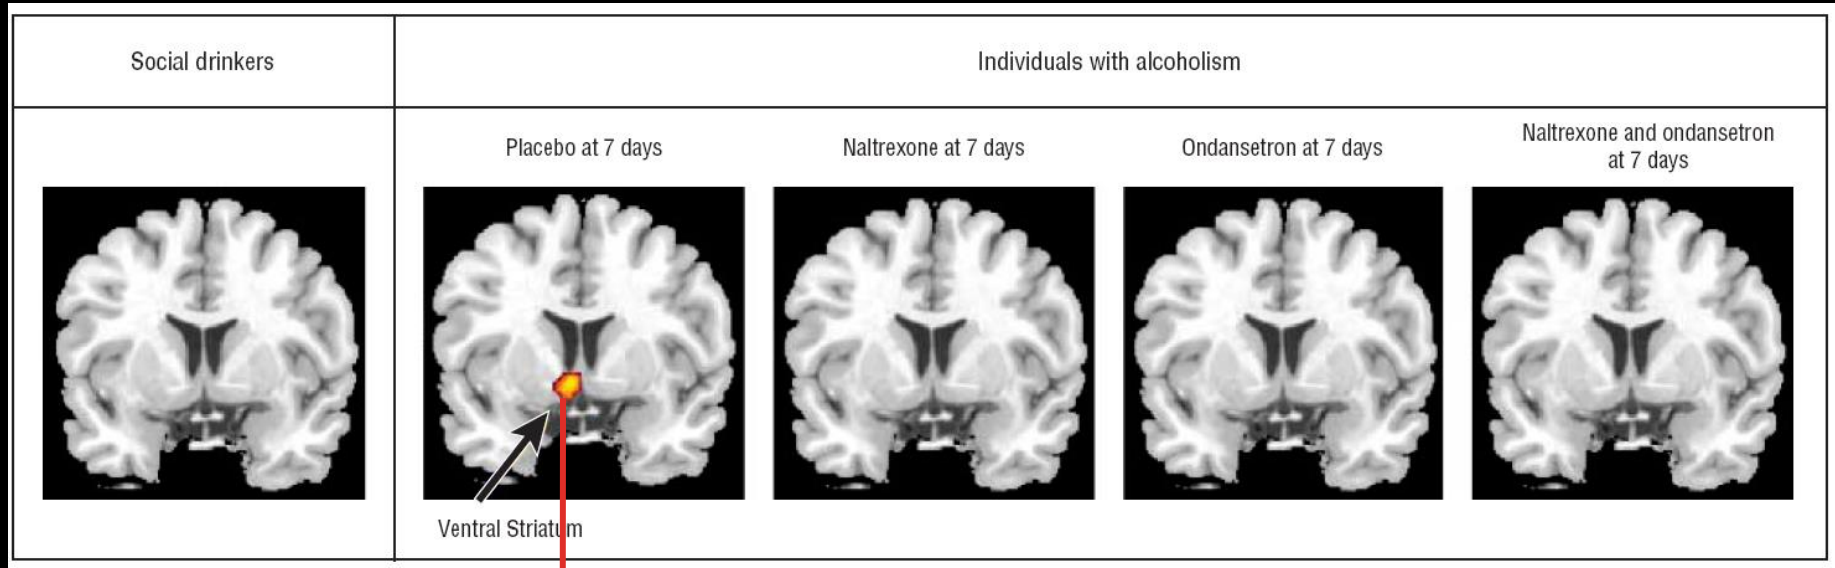 Social drinkers
Individuals with alcoholism
Placebo at 7 days
Naltrexone at 7 days
Ondansetron at 7 days
Naltrexone and ondansetron
at 7 days
Ventral Striatum